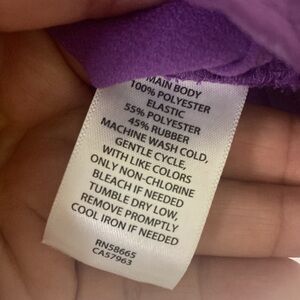 MAIN BODY
100% POLYESTER
ELASTIC
55% POLYESTER
45% RUBBER
MACHINE WASH COLD,
GENTLE CYCLE,
WITH LIKE COLORS
ONLY NON-CHLORINE
BLEACH IF NEEDED
TUMBLE DRY LOW,
REMOVE PROMPTLY
COOL IRON IF NEEDED
RN58665
CA57963